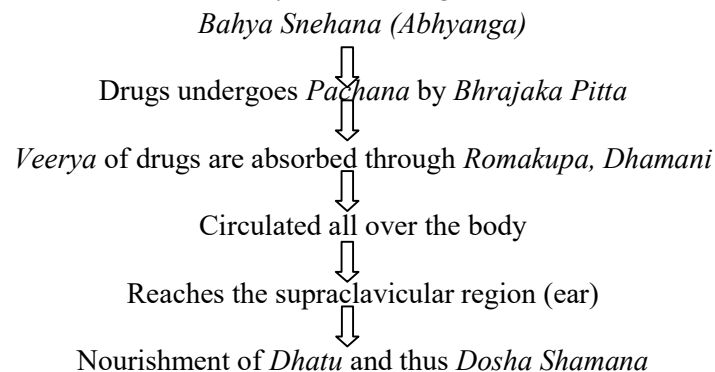 Bahya Snehana (Abhyanga)
Drugs undergoes Pachana by Bhrajaka Pitta
Veerya of drugs are absorbed through Romakupa, Dhamani
Circulated all over the body
Reaches the supraclavicular region (ear)
Nourishment of Dhatu and thus Dosha Shamana